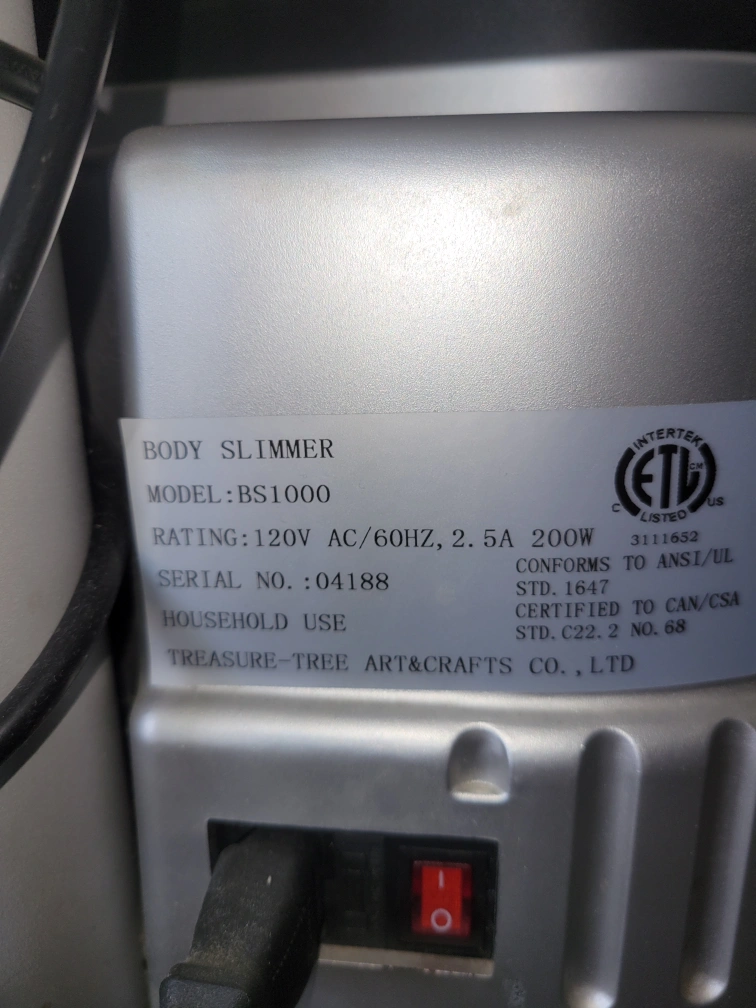 BODY SLIMMER
MODEL:BS1000
RATING:120V AC/60HZ,2.5A 200W
SERIAL NO.:04188
HOUSEHOLD USE
TREASURE-TREE ART&CRAFTS CO.,LTD
INTERTEK
ETL CM
C LISTED US
3111652
CONFORMS TO ANSI/UL
STD.1647
CERTIFIED TO CAN/CSA
STD.C22.2 NO.68
I
O